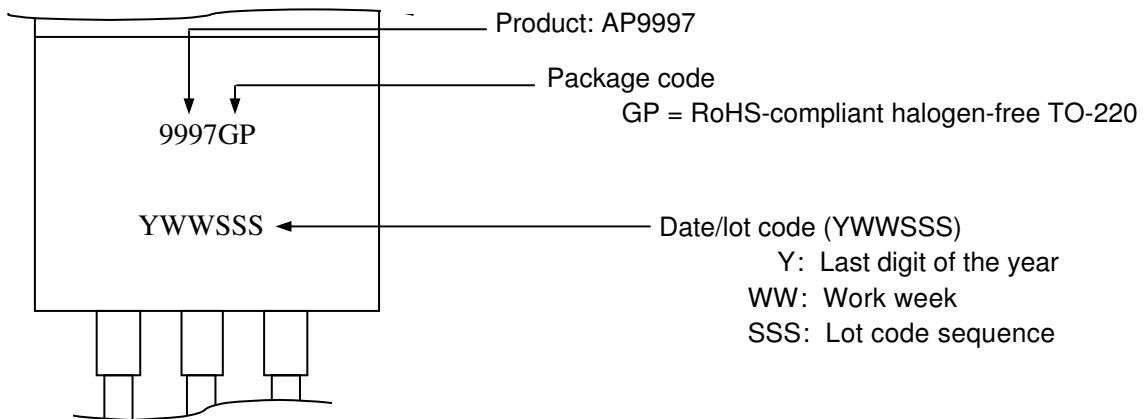 Product: AP9997
Package code
GP = RoHS-compliant halogen-free TO-220
9997GP
YWWSSS
Date/lot code (YWWSSS)
Y: Last digit of the year
WW: Work week
SSS: Lot code sequence